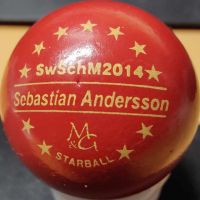 SwSchM2014
Sebastian Andersson
M&G
STARBALL